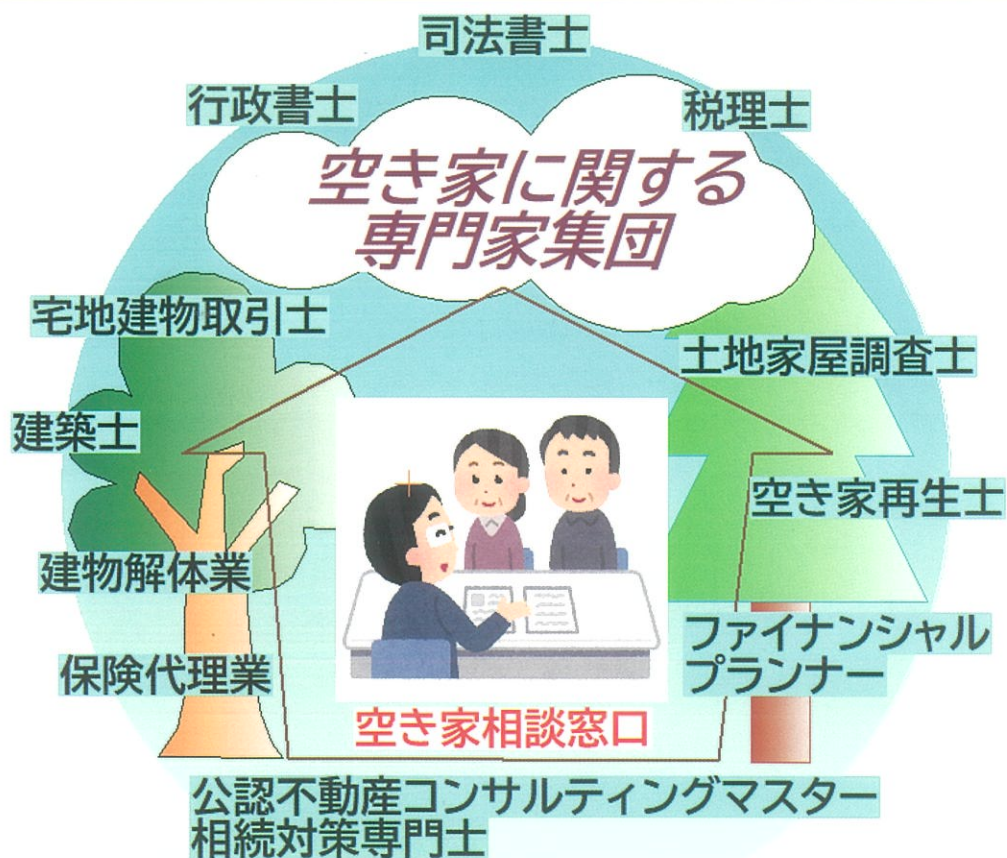 司法書士
行政書士
税理士
空き家に関する
専門家集団
宅地建物取引士
土地家屋調査士
建築士
空き家再生士
建物解体業
ファイナンシャル
プランナー
保険代理業
空き家相談窓口
公認不動産コンサルティングマスター
相続対策専門士